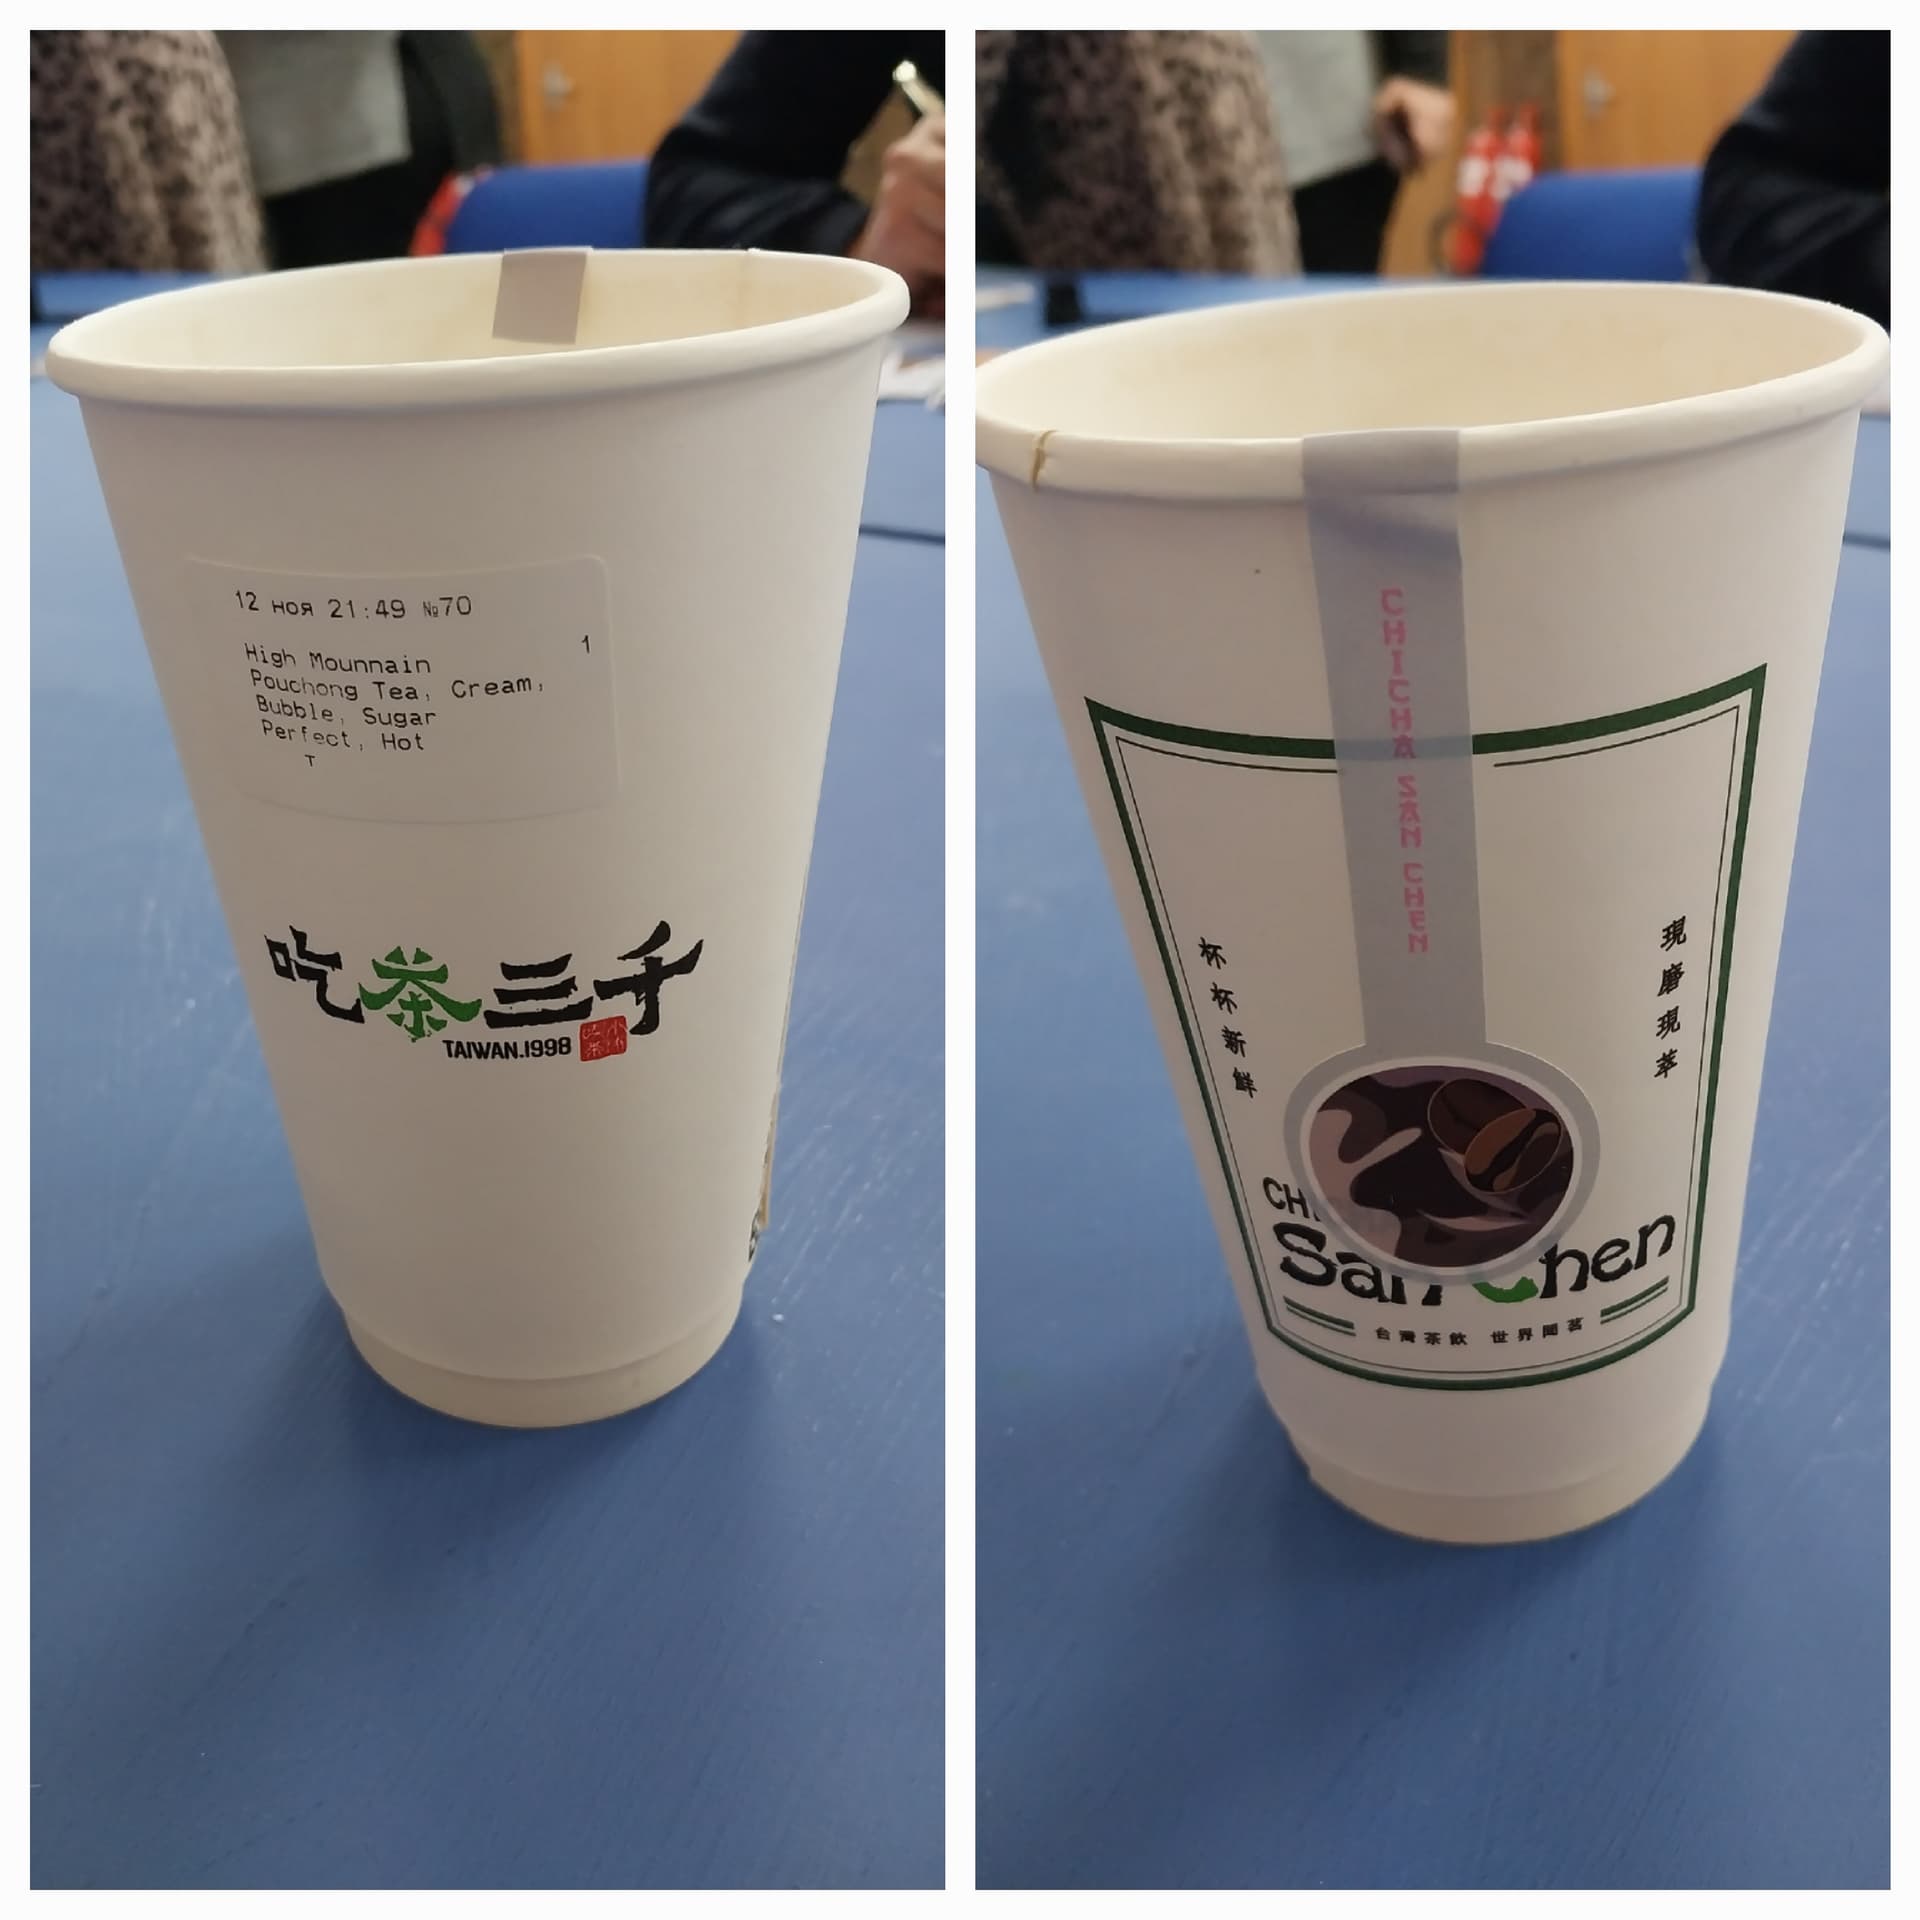 12 ноя 21:49 №70
1
High Mounnain
Pouchong Tea, Cream,
Bubble, Sugar
Perfect, Hot
T
吃茶三千
TAIWAN.1998
CHICHA SAN CHEN
現磨現萃
杯杯新鮮
San Chen
台灣茶飲 世界聞茗